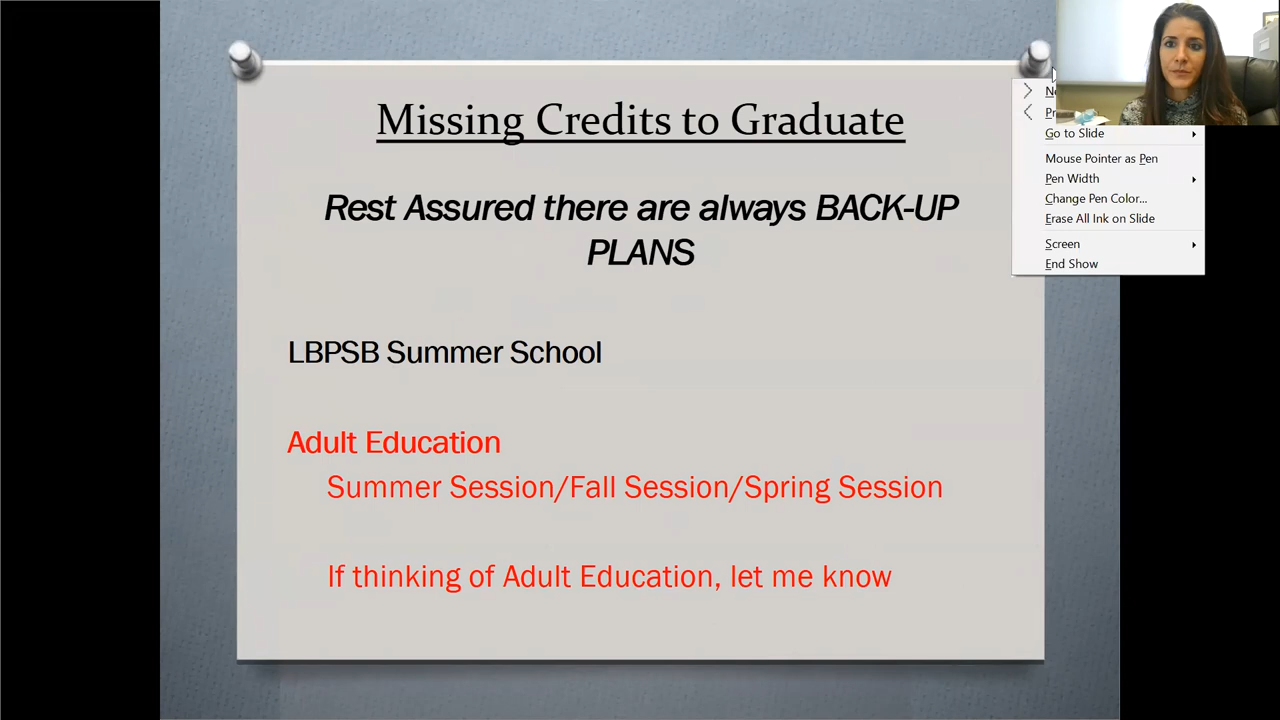 Missing Credits to Graduate
Rest Assured there are always BACK-UP
PLANS
LBPSB Summer School
Adult Education
Summer Session/Fall Session/Spring Session
If thinking of Adult Education, let me know
Go to Slide
Mouse Pointer as Pen
Pen Width
Change Pen Color...
Erase All Ink on Slide
Screen
End Show